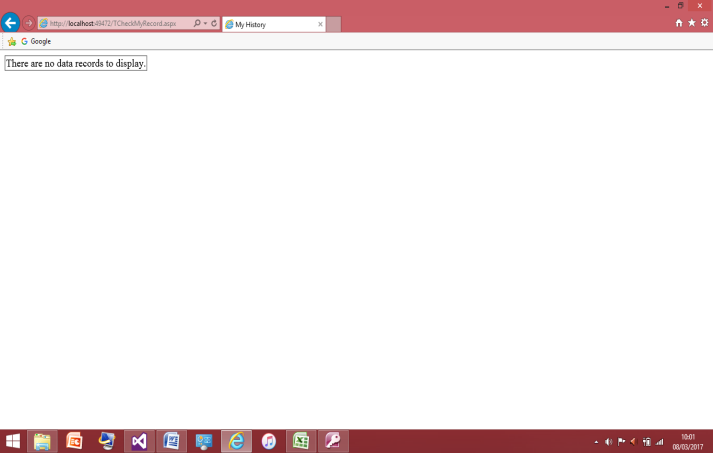 http://localhost:49472/TCheckMyRecord.aspx
My History
Google
There are no data records to display.
10:01
08/03/2017